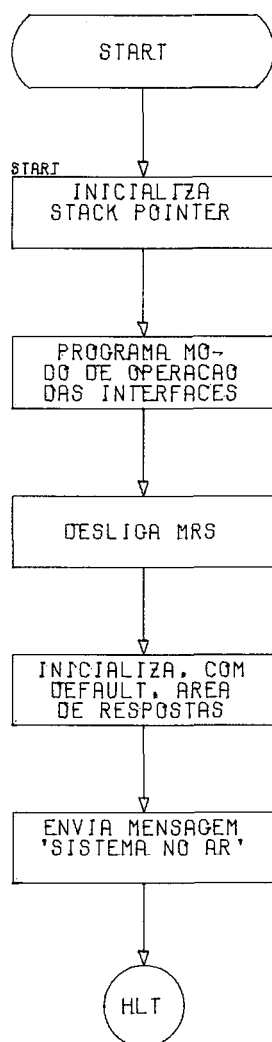 START
START
INICIALIZA
STACK POINTER
PROGRAMA MO-
DO DE OPERACAO
DAS INTERFACES
DESLIGA MRS
INICIALIZA, COM
DEFAULT, AREA
DE RESPOSTAS
ENVIA MENSAGEM
'SISTEMA NO AR'
HLT